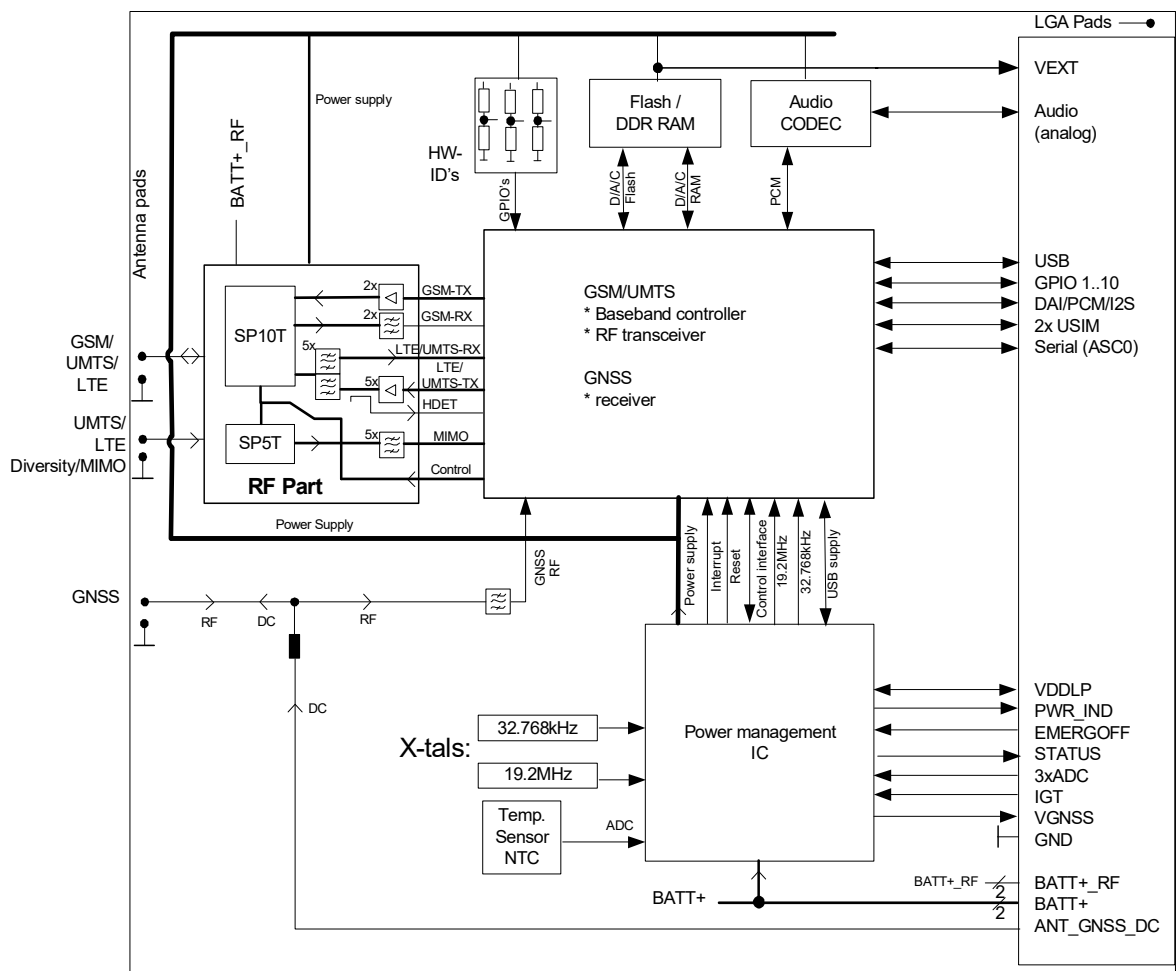 LGA Pads
VEXT
Audio
(analog)
USB
GPIO 1..10
DAI/PCM/I2S
2x USIM
Serial (ASC0)
VDDLP
PWR_IND
EMERGOFF
STATUS
3xADC
IGT
VGNSS
GND
BATT+_RF
BATT+
ANT_GNSS_DC
Power supply
HW-
ID's
GPIO's
Flash /
DDR RAM
Audio
CODEC
D/A/C
Flash
D/A/C
RAM
PCM
Antenna pads
BATT+_RF
GSM/
UMTS/
LTE
UMTS/
LTE
Diversity/MIMO
SP10T
SP5T
RF Part
2x
GSM-TX
2x
GSM-RX
5x
LTE/UMTS-RX
LTE/
UMTS-TX
5x
HDET
5x
MIMO
Control
GSM/UMTS
* Baseband controller
* RF transceiver
GNSS
* receiver
Power Supply
GNSS
RF
Power supply
Interrupt
Reset
Control interface
19.2MHz
32.768kHz
USB supply
GNSS
RF
DC
RF
DC
X-tals:
32.768kHz
19.2MHz
Temp.
Sensor
NTC
ADC
Power management
IC
BATT+
BATT+_RF
2
2